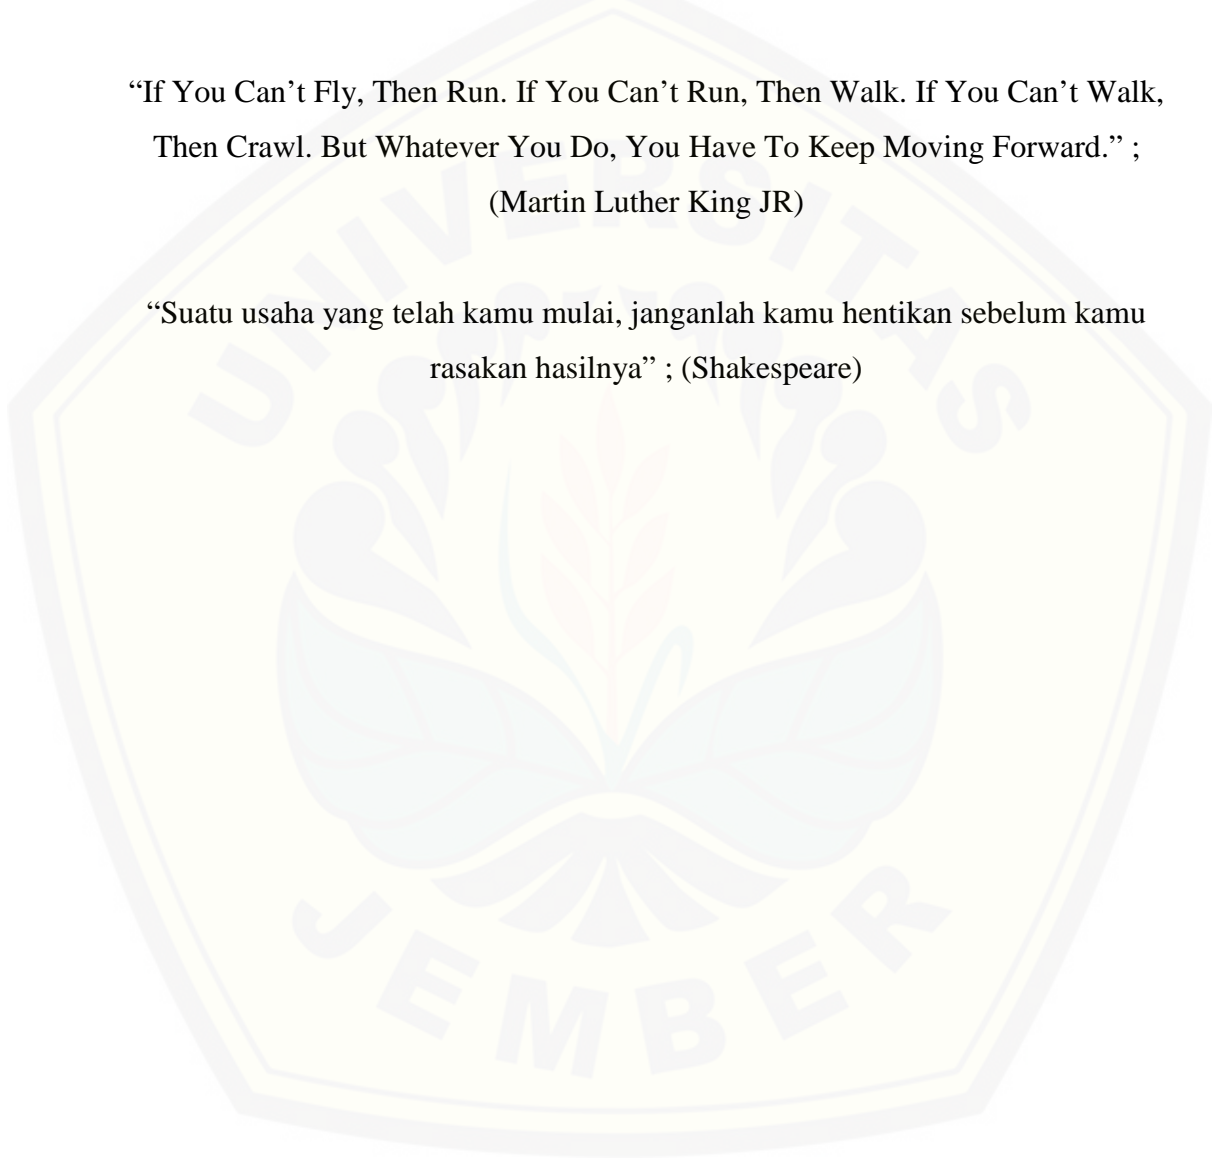 “If You Can’t Fly, Then Run. If You Can’t Run, Then Walk. If You Can’t Walk,
Then Crawl. But Whatever You Do, You Have To Keep Moving Forward.” ;
(Martin Luther King JR)
“Suatu usaha yang telah kamu mulai, janganlah kamu hentikan sebelum kamu
rasakan hasilnya” ; (Shakespeare)
UNIVERSITAS
JEMBER